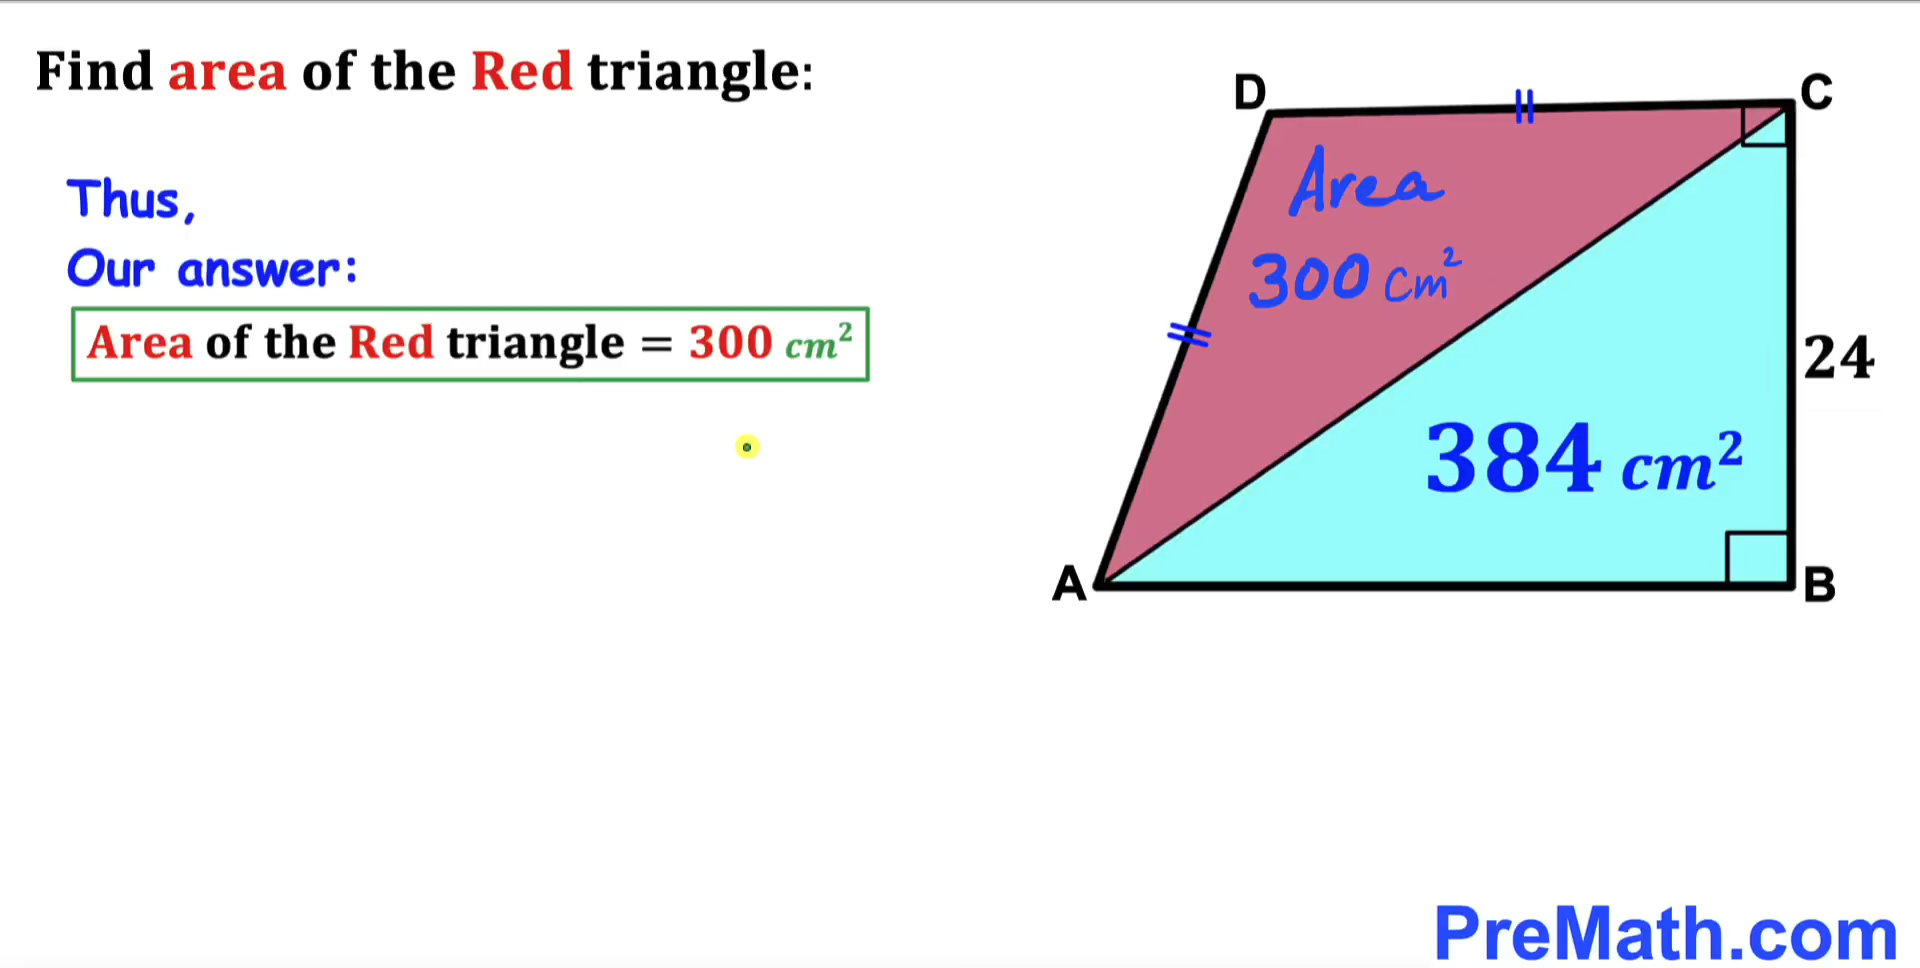 Find area of the Red triangle:
Thus,
Our answer:
Area of the Red triangle = 300 cm²
D
C
Area
300 cm²
24
384 cm²
A
B
PreMath.com